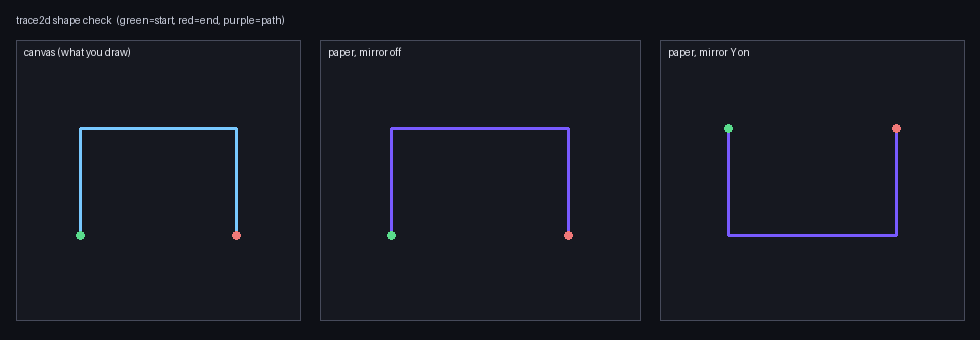 trace2d shape check (green=start, red=end, purple=path)
canvas (what you draw)
paper, mirror off
paper, mirror Y on